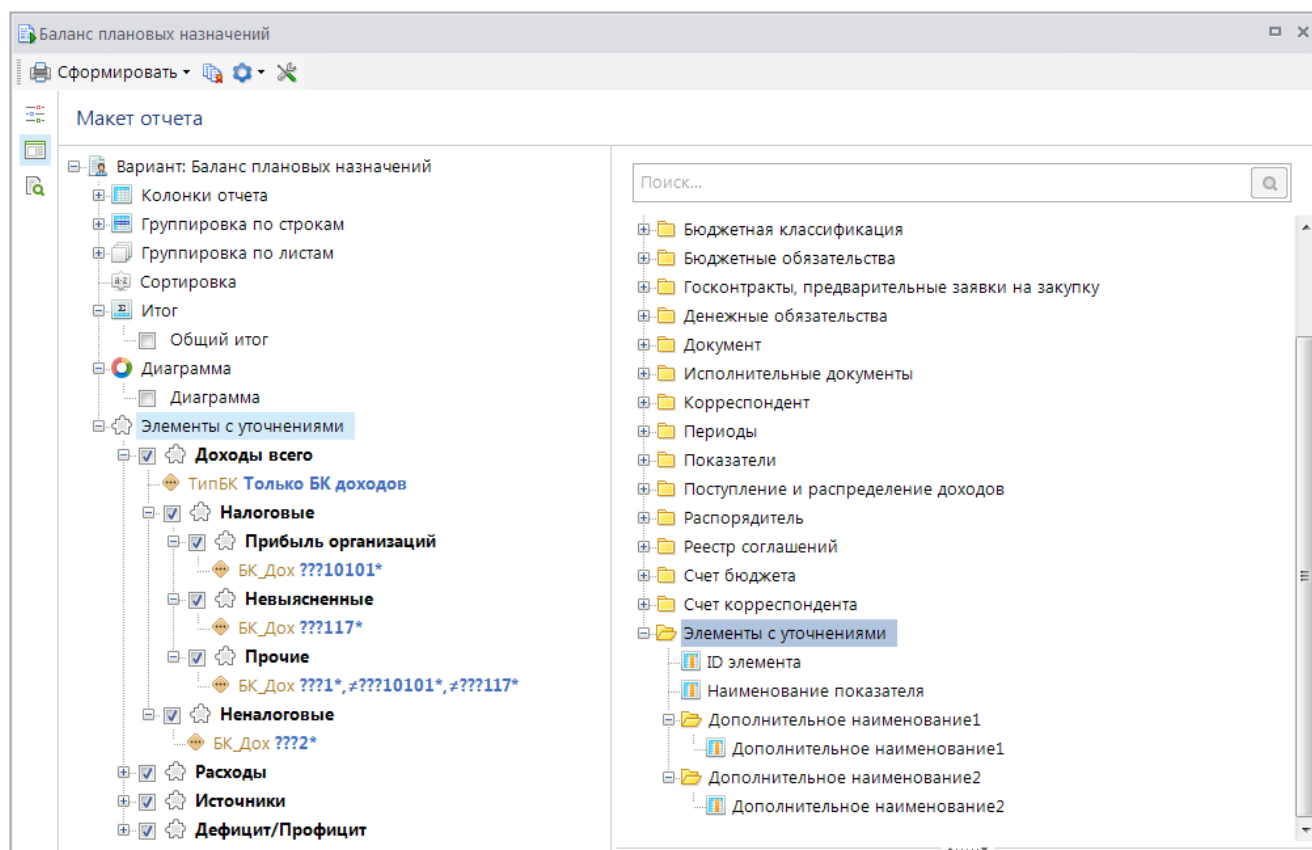 Баланс плановых назначений
Сформировать
Макет отчета
Вариант: Баланс плановых назначений
Колонки отчета
Группировка по строкам
Группировка по листам
Сортировка
Итог
Общий итог
Диаграмма
Диаграмма
Элементы с уточнениями
Доходы всего
ТипБК Только БК доходов
Налоговые
Прибыль организаций
БК_Дох ???10101*
Невыясненные
БК_Дох ???117*
Прочие
БК_Дох ???1*,≠???10101*,≠???117*
Неналоговые
БК_Дох ???2*
Расходы
Источники
Дефицит/Профицит
Поиск...
Бюджетная классификация
Бюджетные обязательства
Госконтракты, предварительные заявки на закупку
Денежные обязательства
Документ
Исполнительные документы
Корреспондент
Периоды
Показатели
Поступление и распределение доходов
Распорядитель
Реестр соглашений
Счет бюджета
Счет корреспондента
Элементы с уточнениями
ID элемента
Наименование показателя
Дополнительное наименование1
Дополнительное наименование1
Дополнительное наименование2
Дополнительное наименование2